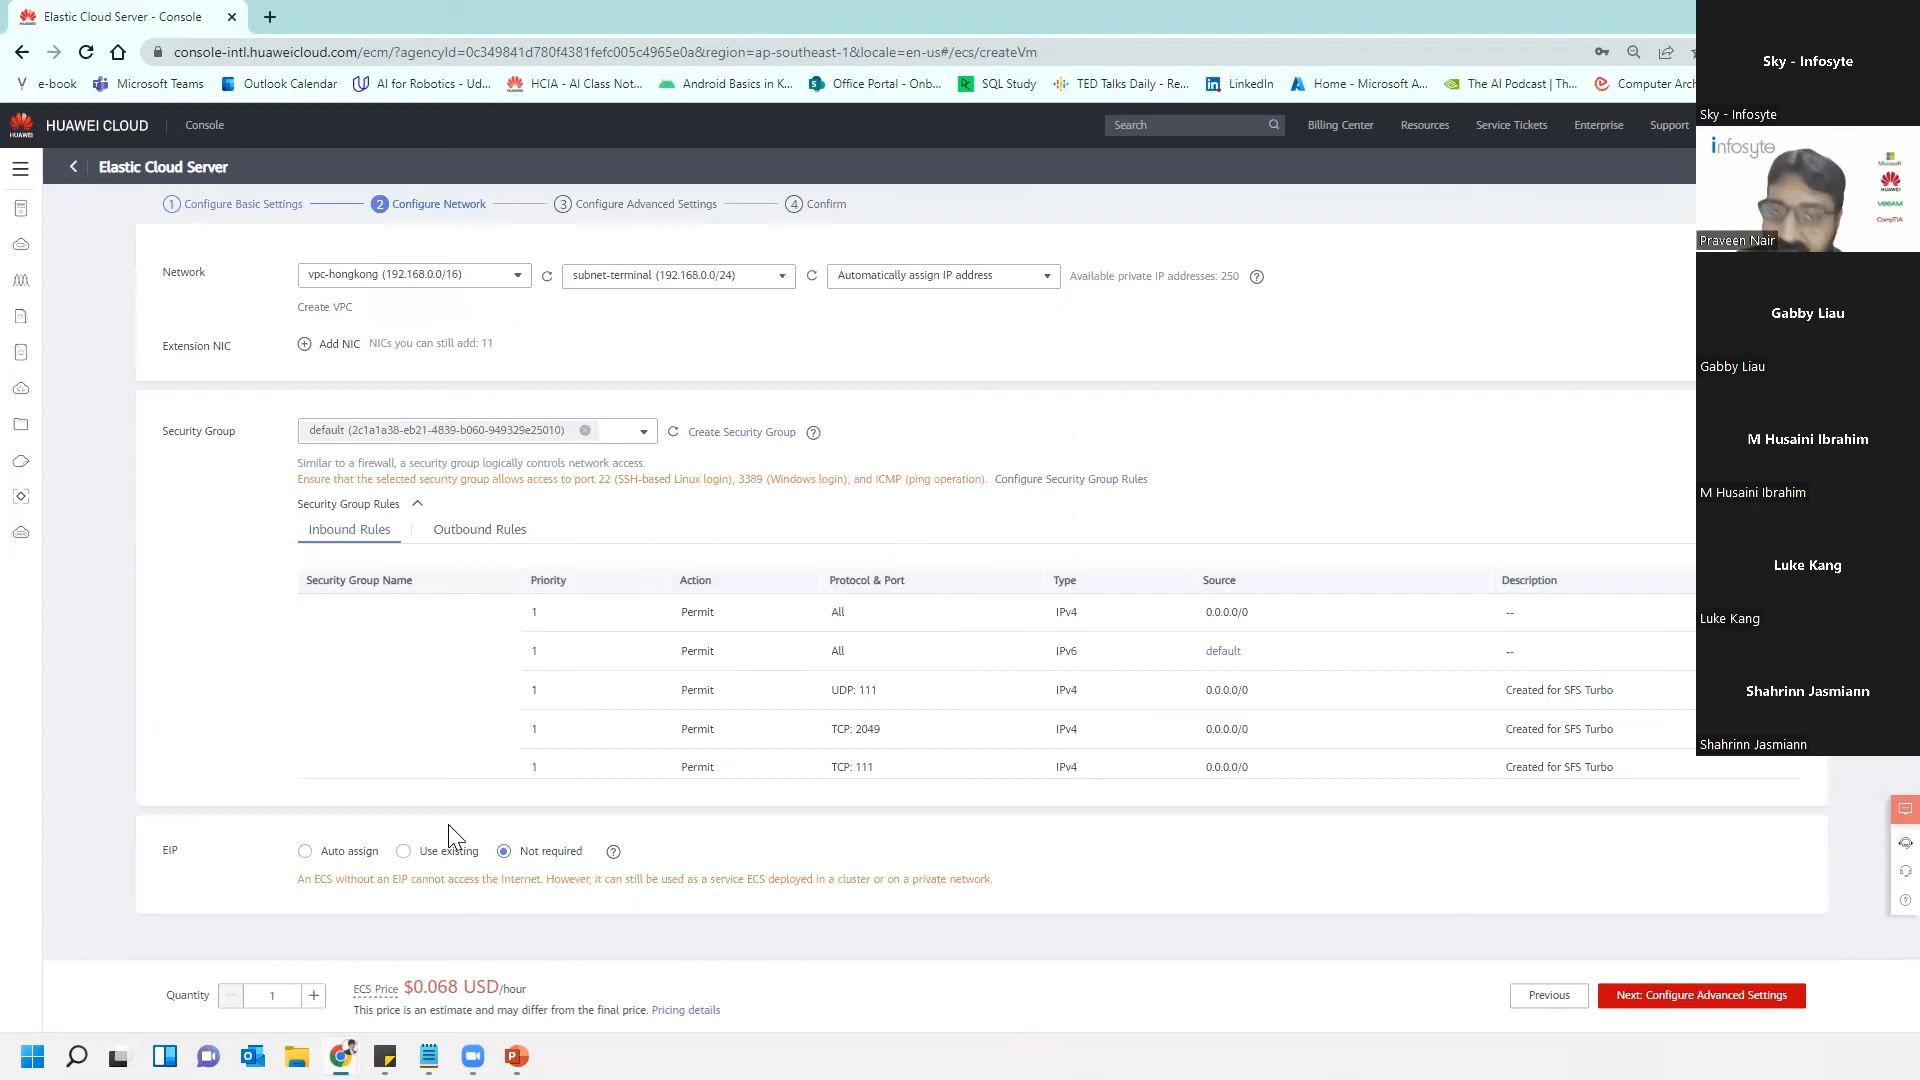 Elastic Cloud Server - Console
console-intl.huaweicloud.com/ecm/?agencyId=0c349841d780f4381fefc005c4965e0a&region=ap-southeast-1&locale=en-us#/ecs/createVm
e-book
Microsoft Teams
Outlook Calendar
AI for Robotics - Ud...
HCIA - AI Class Not...
Android Basics in K...
Office Portal - Onb...
SQL Study
TED Talks Daily - Re...
LinkedIn
Home - Microsoft A...
The AI Podcast | Th...
Computer Arch
HUAWEI
HUAWEI CLOUD
Console
Search
Billing Center
Resources
Service Tickets
Enterprise
Support
Elastic Cloud Server
1 Configure Basic Settings
2 Configure Network
3 Configure Advanced Settings
4 Confirm
Network
vpc-hongkong (192.168.0.0/16)
subnet-terminal (192.168.0.0/24)
Automatically assign IP address
Available private IP addresses: 250
Create VPC
Extension NIC
Add NIC
NICs you can still add: 11
Security Group
default (2c1a1a38-eb21-4839-b060-949329e25010)
Create Security Group
Similar to a firewall, a security group logically controls network access.
Ensure that the selected security group allows access to port 22 (SSH-based Linux login), 3389 (Windows login), and ICMP (ping operation). Configure Security Group Rules
Security Group Rules
Inbound Rules
Outbound Rules
Security Group Name Priority Action Protocol & Port Type Source Description
1 Permit All IPv4 0.0.0.0/0 --
1 Permit All IPv6 default --
1 Permit UDP: 111 IPv4 0.0.0.0/0 Created for SFS Turbo
1 Permit TCP: 2049 IPv4 0.0.0.0/0 Created for SFS Turbo
1 Permit TCP: 111 IPv4 0.0.0.0/0 Created for SFS Turbo
EIP
Auto assign
Use existing
Not required
An ECS without an EIP cannot access the Internet. However, it can still be used as a service ECS deployed in a cluster or on a private network.
Quantity
1
ECS Price $0.068 USD/hour
This price is an estimate and may differ from the final price. Pricing details
Previous
Next: Configure Advanced Settings
Sky - Infosyte
Sky - Infosyte
infosyte
Microsoft
HUAWEI
veeam
CompTIA
Praveen Nair
Gabby Liau
Gabby Liau
M Husaini Ibrahim
M Husaini Ibrahim
Luke Kang
Luke Kang
Shahrinn Jasmiann
Shahrinn Jasmiann